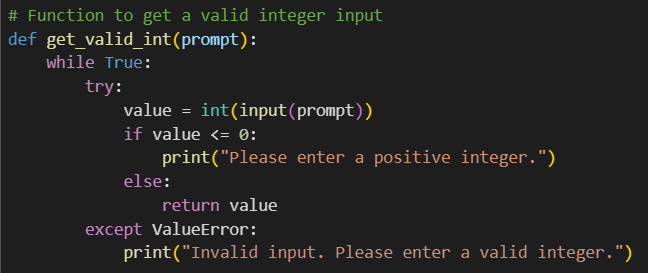 # Function to get a valid integer input
def get_valid_int(prompt):
    while True:
        try:
            value = int(input(prompt))
            if value <= 0:
                print("Please enter a positive integer.")
            else:
                return value
        except ValueError:
            print("Invalid input. Please enter a valid integer.")